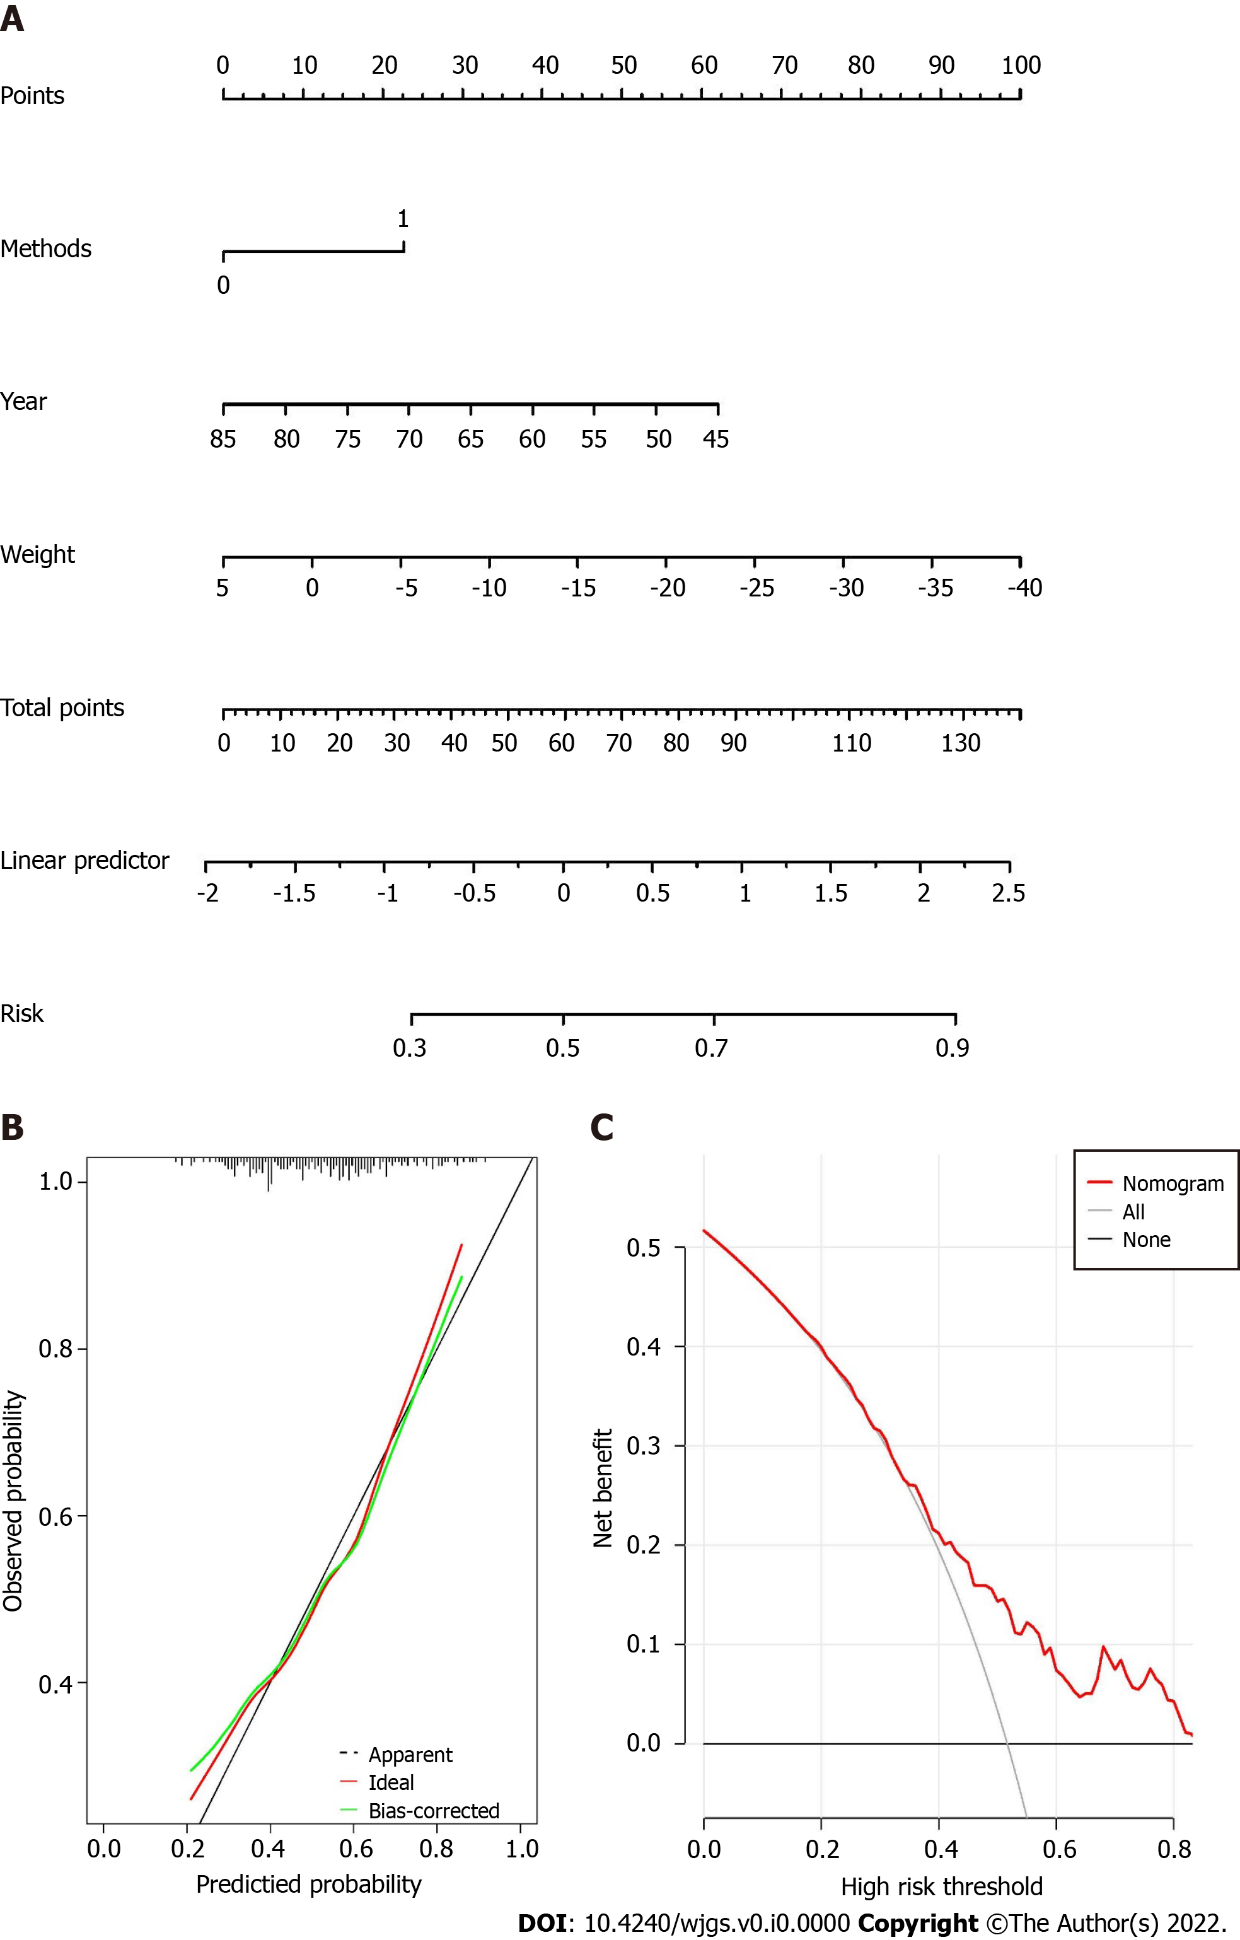 A
0 10 20 30 40 50 60 70 80 90 100
Points
1
Methods
0
Year
85 80 75 70 65 60 55 50 45
Weight
5 0 -5 -10 -15 -20 -25 -30 -35 -40
Total points
0 10 20 30 40 50 60 70 80 90 110 130
Linear predictor
-2 -1.5 -1 -0.5 0 0.5 1 1.5 2 2.5
Risk
0.3 0.5 0.7 0.9
B
1.0
0.8
0.6
0.4
Observed probability
Apparent
Ideal
Bias-corrected
0.0 0.2 0.4 0.6 0.8 1.0
Predictied probability
C
Nomogram
All
None
0.5
0.4
0.3
0.2
0.1
0.0
Net benefit
0.0 0.2 0.4 0.6 0.8
High risk threshold
DOI: 10.4240/wjgs.v0.i0.0000 Copyright ©The Author(s) 2022.